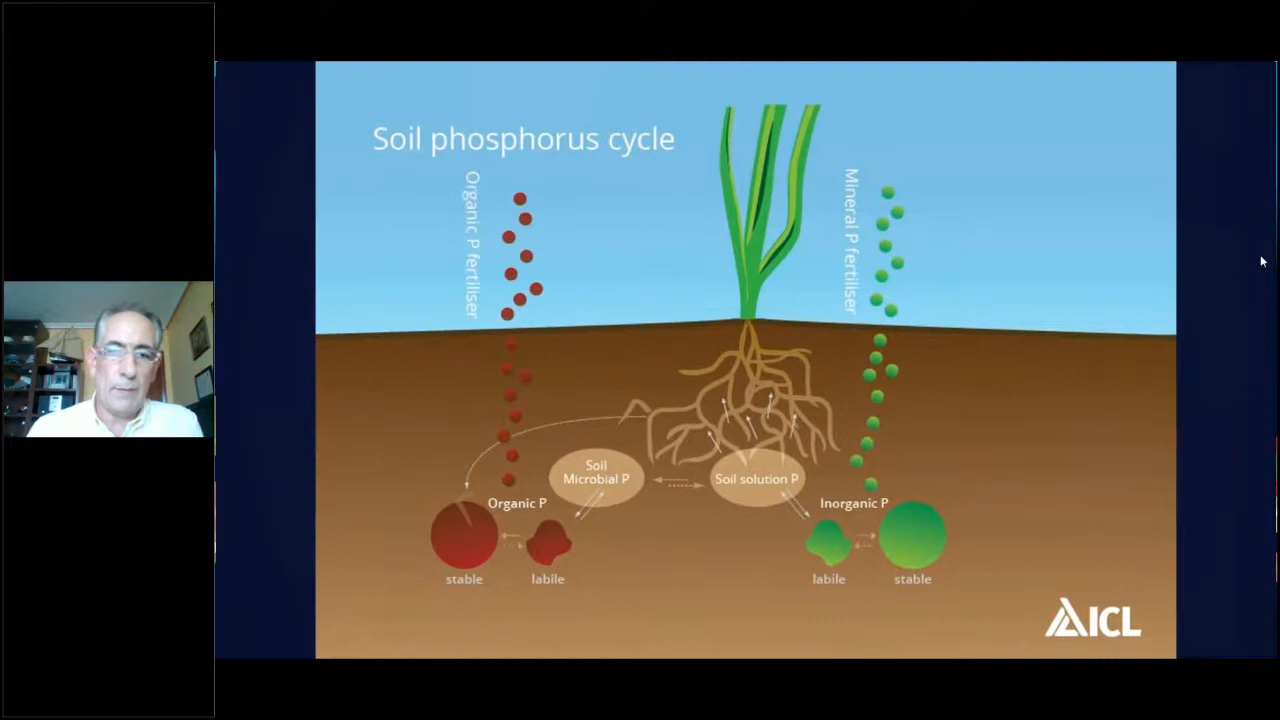 Soil phosphorus cycle
Organic P fertiliser
Mineral P fertiliser
Soil
Microbial P
Soil solution P
Organic P
Inorganic P
stable
labile
labile
stable
ICL